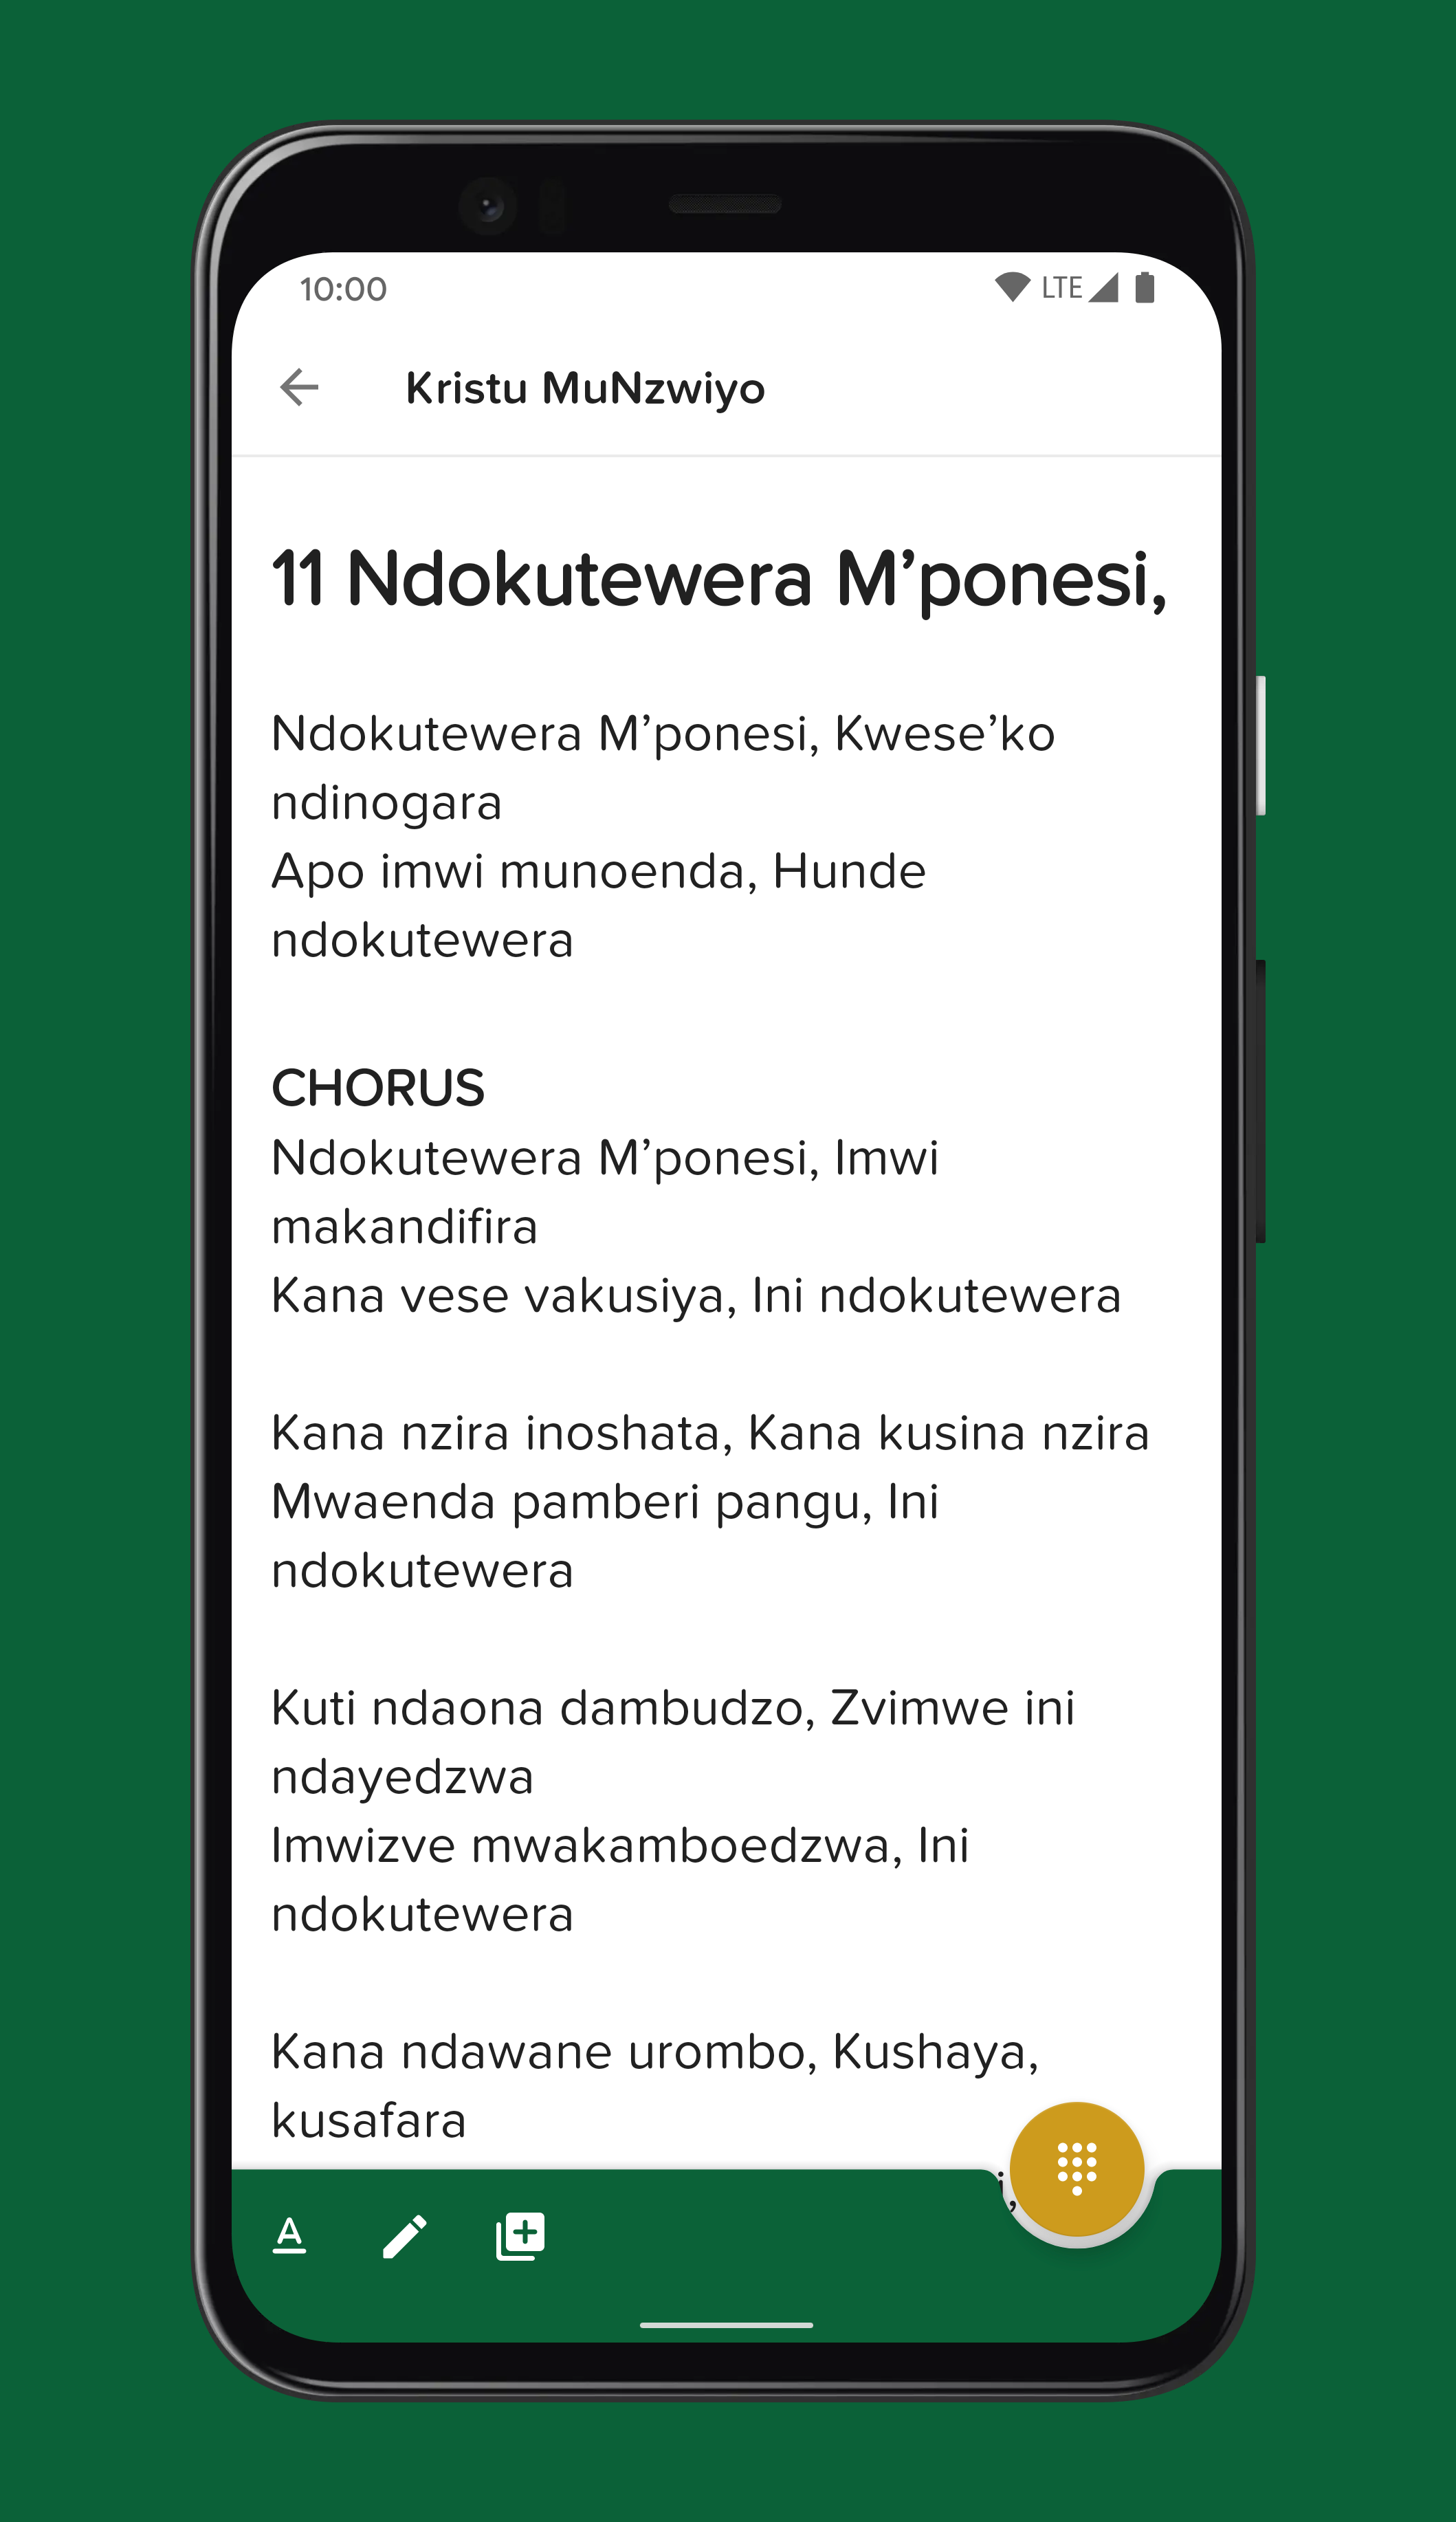 10:00 LTE
Kristu MuNzwiyo
11 Ndokutewera M’ponesi,
Ndokutewera M’ponesi, Kwese’ko
ndinogara
Apo imwi munoenda, Hunde
ndokutewera
CHORUS
Ndokutewera M’ponesi, Imwi
makandifira
Kana vese vakusiya, Ini ndokutewera
Kana nzira inoshata, Kana kusina nzira
Mwaenda pamberi pangu, Ini
ndokutewera
Kuti ndaona dambudzo, Zvimwe ini
ndayedzwa
Imwizve mwakamboedzwa, Ini
ndokutewera
Kana ndawane urombo, Kushaya,
kusafara
A